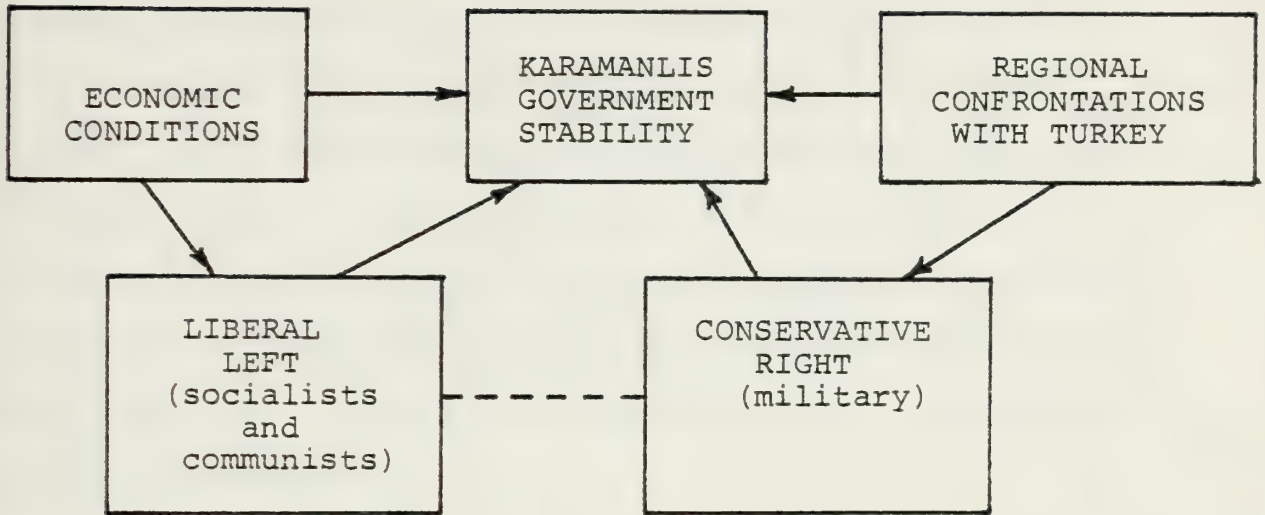 ECONOMIC
CONDITIONS
KARAMANLIS
GOVERNMENT
STABILITY
REGIONAL
CONFRONTATIONS
WITH TURKEY
LIBERAL
LEFT
(socialists
and
communists)
CONSERVATIVE
RIGHT
(military)